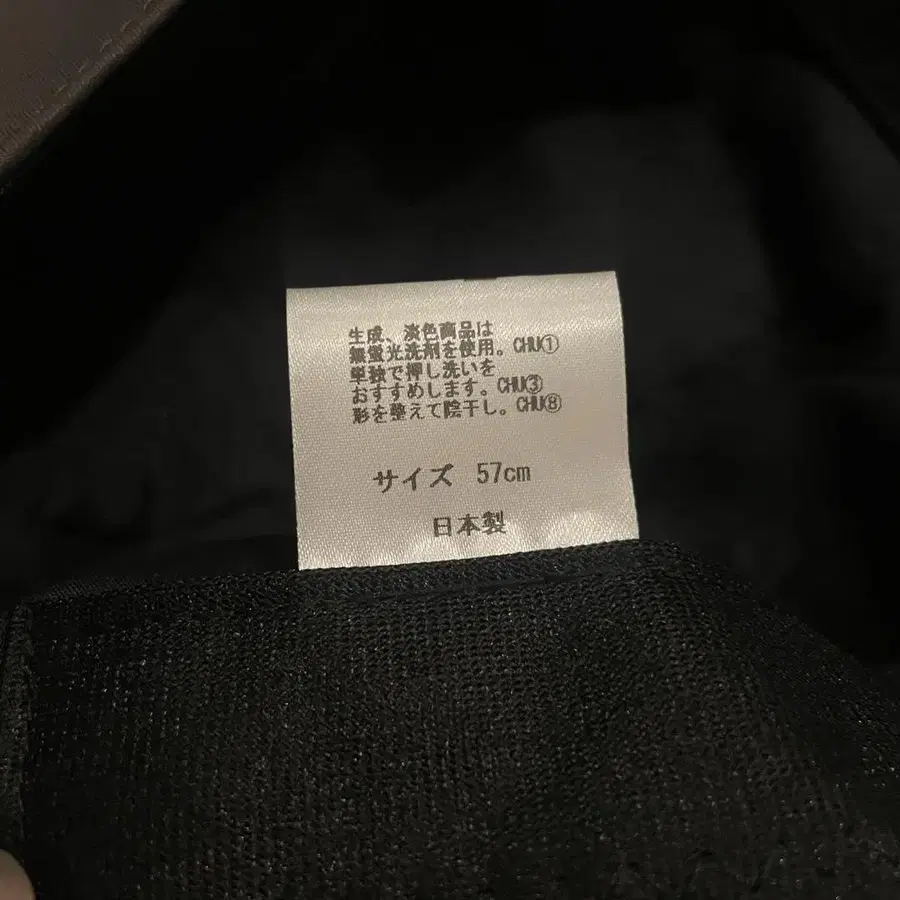 生成、淡色商品は
無蛍光洗剤を使用。CHU①
単独で押し洗いを
おすすめします。CHU③
形を整えて陰干し。CHU⑧
サイズ 57cm
日本製